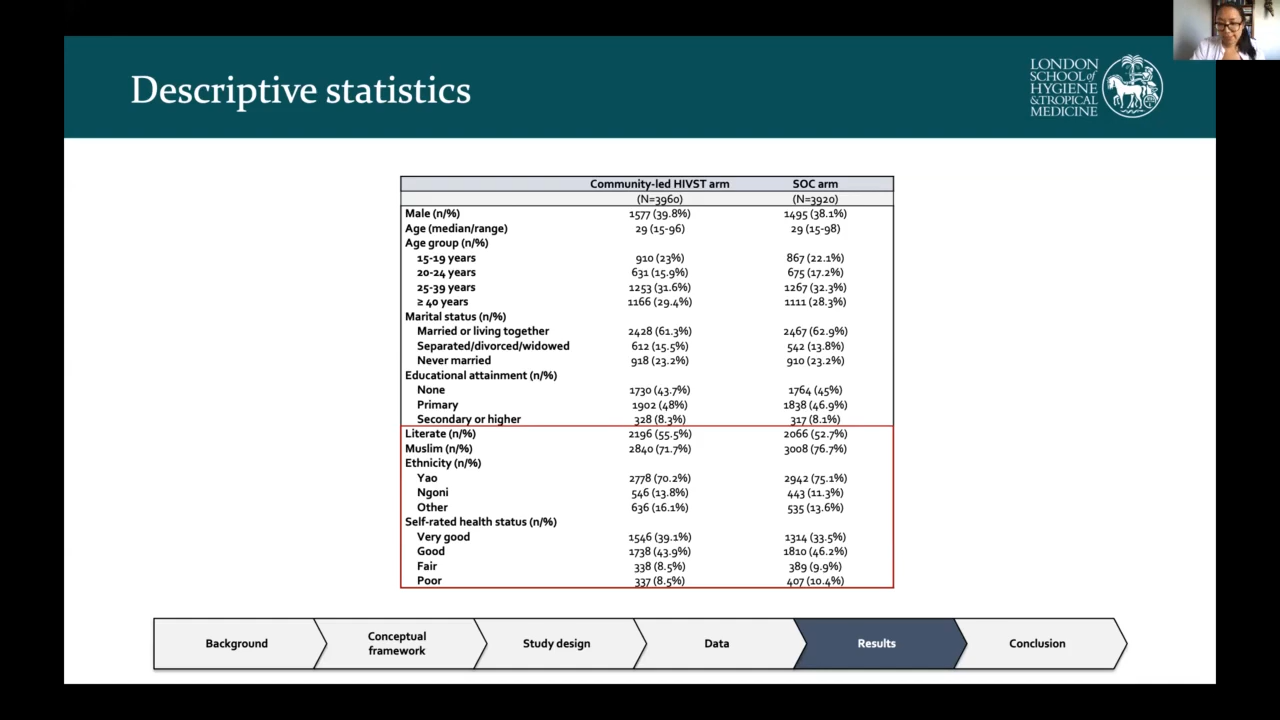 Descriptive statistics
LONDON
SCHOOL of
HYGIENE
& TROPICAL
MEDICINE
Community-led HIVST arm SOC arm
(N=3960) (N=3920)
Male (n/%) 1577 (39.8%) 1495 (38.1%)
Age (median/range) 29 (15-96) 29 (15-98)
Age group (n/%)
15-19 years 910 (23%) 867 (22.1%)
20-24 years 631 (15.9%) 675 (17.2%)
25-39 years 1253 (31.6%) 1267 (32.3%)
≥ 40 years 1166 (29.4%) 1111 (28.3%)
Marital status (n/%)
Married or living together 2428 (61.3%) 2467 (62.9%)
Separated/divorced/widowed 612 (15.5%) 542 (13.8%)
Never married 918 (23.2%) 910 (23.2%)
Educational attainment (n/%)
None 1730 (43.7%) 1764 (45%)
Primary 1902 (48%) 1838 (46.9%)
Secondary or higher 328 (8.3%) 317 (8.1%)
Literate (n/%) 2196 (55.5%) 2066 (52.7%)
Muslim (n/%) 2840 (71.7%) 3008 (76.7%)
Ethnicity (n/%)
Yao 2778 (70.2%) 2942 (75.1%)
Ngoni 546 (13.8%) 443 (11.3%)
Other 636 (16.1%) 535 (13.6%)
Self-rated health status (n/%)
Very good 1546 (39.1%) 1314 (33.5%)
Good 1738 (43.9%) 1810 (46.2%)
Fair 338 (8.5%) 389 (9.9%)
Poor 337 (8.5%) 407 (10.4%)
Background
Conceptual
framework
Study design
Data
Results
Conclusion